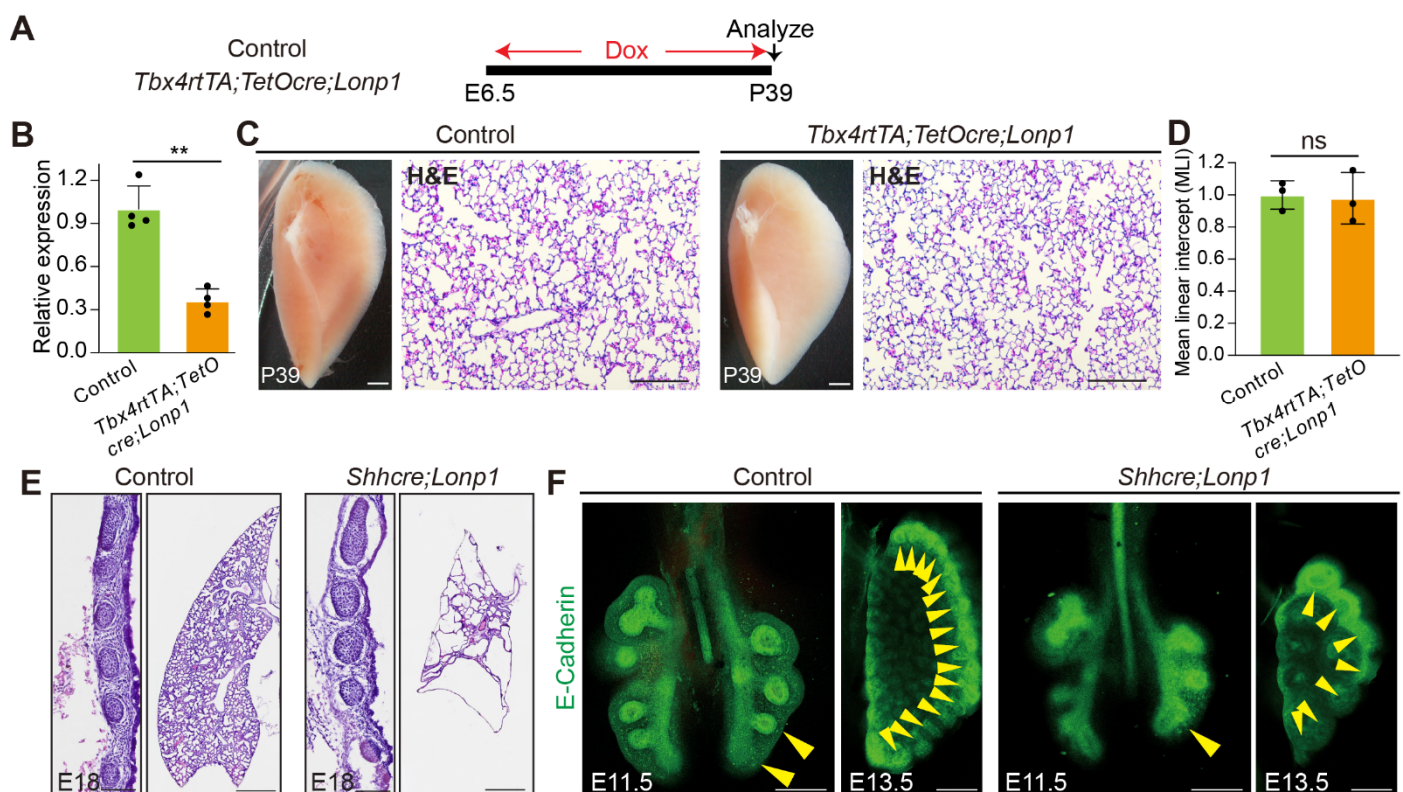 A
Control
Tbx4rtTA;TetOcre;Lonp1
Dox
Analyze
E6.5
P39
B
Relative expression
1.2
0.9
0.6
0.3
0.0
**
Control
Tbx4rtTA;TetO
cre;Lonp1
C
Control
Tbx4rtTA;TetOcre;Lonp1
P39
H&E
P39
H&E
D
Mean linear intercept (MLI)
1.2
1.0
0.8
0.6
0.4
0.2
0.0
ns
Control
Tbx4rtTA;TetO
cre;Lonp1
E
Control
Shhcre;Lonp1
E18
E18
F
Control
Shhcre;Lonp1
E-Cadherin
E11.5
E13.5
E11.5
E13.5